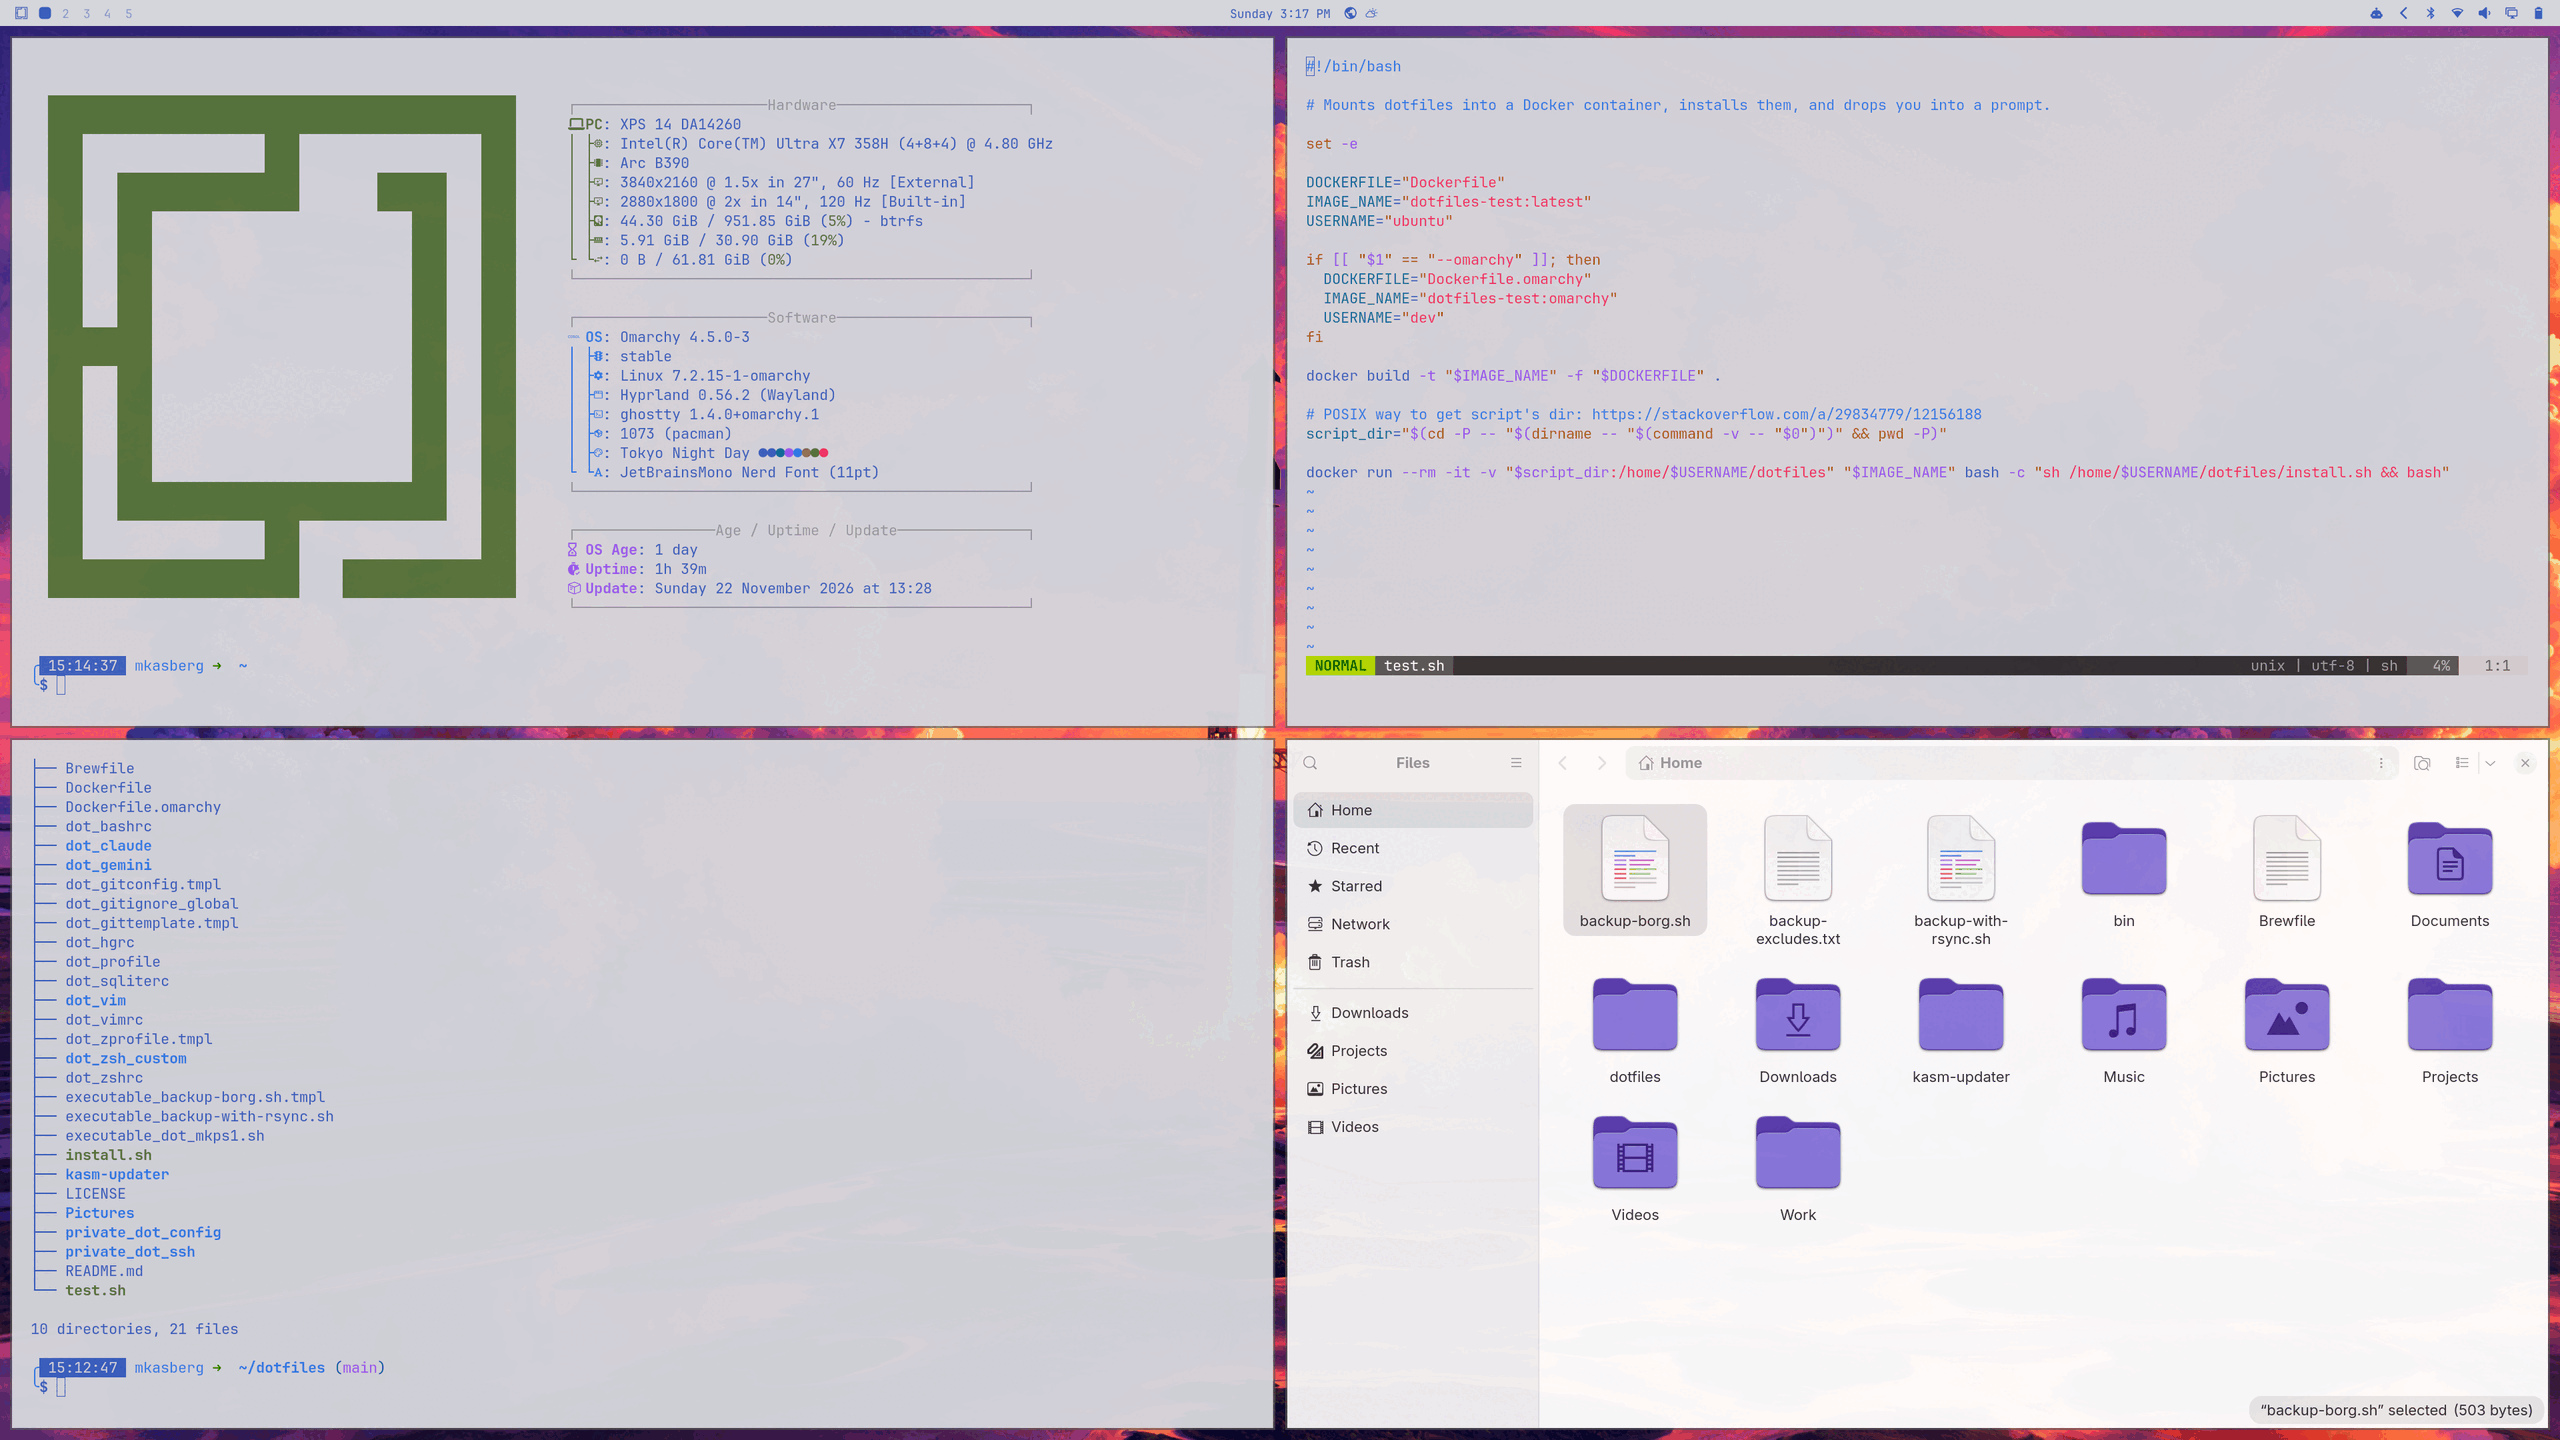 2 3 4 5
Sunday 3:17 PM
Hardware
PC: XPS 14 DA14260
: Intel(R) Core(TM) Ultra X7 358H (4+8+4) @ 4.80 GHz
: Arc B390
: 3840x2160 @ 1.5x in 27", 60 Hz [External]
: 2880x1800 @ 2x in 14", 120 Hz [Built-in]
: 44.30 GiB / 951.85 GiB (5%) - btrfs
: 5.91 GiB / 30.90 GiB (19%)
: 0 B / 61.81 GiB (0%)
Software
OS: Omarchy 4.5.0-3
: stable
: Linux 7.2.15-1-omarchy
: Hyprland 0.56.2 (Wayland)
: ghostty 1.4.0+omarchy.1
: 1073 (pacman)
: Tokyo Night Day
: JetBrainsMono Nerd Font (11pt)
Age / Uptime / Update
OS Age: 1 day
Uptime: 1h 39m
Update: Sunday 22 November 2026 at 13:28
15:14:37 mkasberg ➜ ~
$
#!/bin/bash
# Mounts dotfiles into a Docker container, installs them, and drops you into a prompt.
set -e
DOCKERFILE="Dockerfile"
IMAGE_NAME="dotfiles-test:latest"
USERNAME="ubuntu"
if [[ "$1" == "--omarchy" ]]; then
DOCKERFILE="Dockerfile.omarchy"
IMAGE_NAME="dotfiles-test:omarchy"
USERNAME="dev"
fi
docker build -t "$IMAGE_NAME" -f "$DOCKERFILE" .
# POSIX way to get script's dir: https://stackoverflow.com/a/29834779/12156188
script_dir="$(cd -P -- "$(dirname -- "$(command -v -- "$0")")" && pwd -P)"
docker run --rm -it -v "$script_dir:/home/$USERNAME/dotfiles" "$IMAGE_NAME" bash -c "sh /home/$USERNAME/dotfiles/install.sh && bash"
~
~
~
~
~
~
~
~
~
NORMAL test.sh unix | utf-8 | sh 4% 1:1
Brewfile
Dockerfile
Dockerfile.omarchy
dot_bashrc
dot_claude
dot_gemini
dot_gitconfig.tmpl
dot_gitignore_global
dot_gittemplate.tmpl
dot_hgrc
dot_profile
dot_sqliterc
dot_vim
dot_vimrc
dot_zprofile.tmpl
dot_zsh_custom
dot_zshrc
executable_backup-borg.sh.tmpl
executable_backup-with-rsync.sh
executable_dot_mkps1.sh
install.sh
kasm-updater
LICENSE
Pictures
private_dot_config
private_dot_ssh
README.md
test.sh
10 directories, 21 files
15:12:47 mkasberg ➜ ~/dotfiles (main)
$
Files
Home
Home
Recent
Starred
Network
Trash
Downloads
Projects
Pictures
Videos
backup-borg.sh
backup-
excludes.txt
backup-with-
rsync.sh
bin
Brewfile
Documents
dotfiles
Downloads
kasm-updater
Music
Pictures
Projects
Videos
Work
“backup-borg.sh” selected (503 bytes)